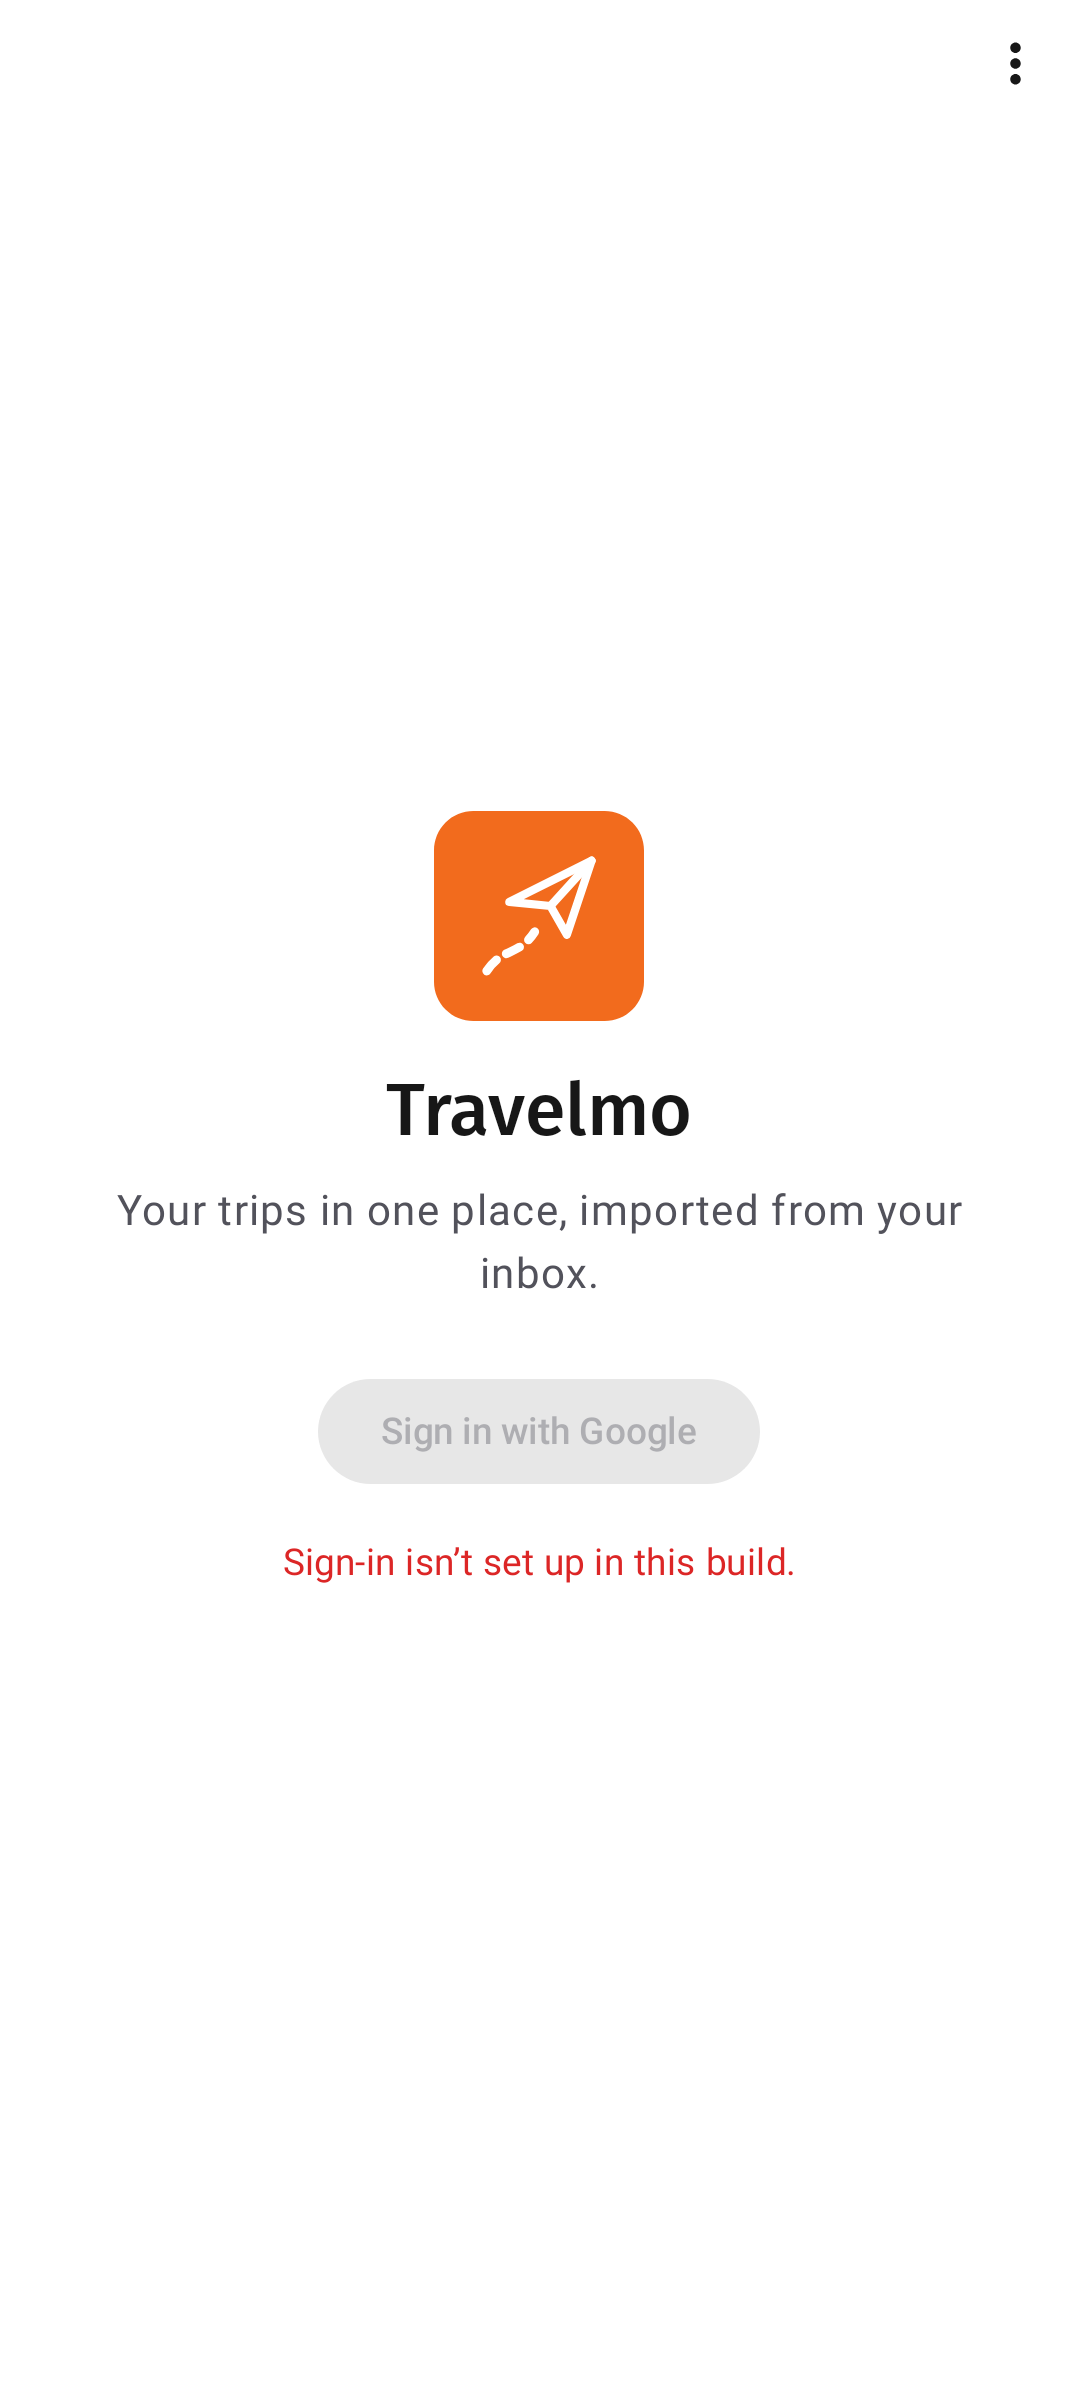 Travelmo
Your trips in one place, imported from your
inbox.
Sign in with Google
Sign-in isn’t set up in this build.